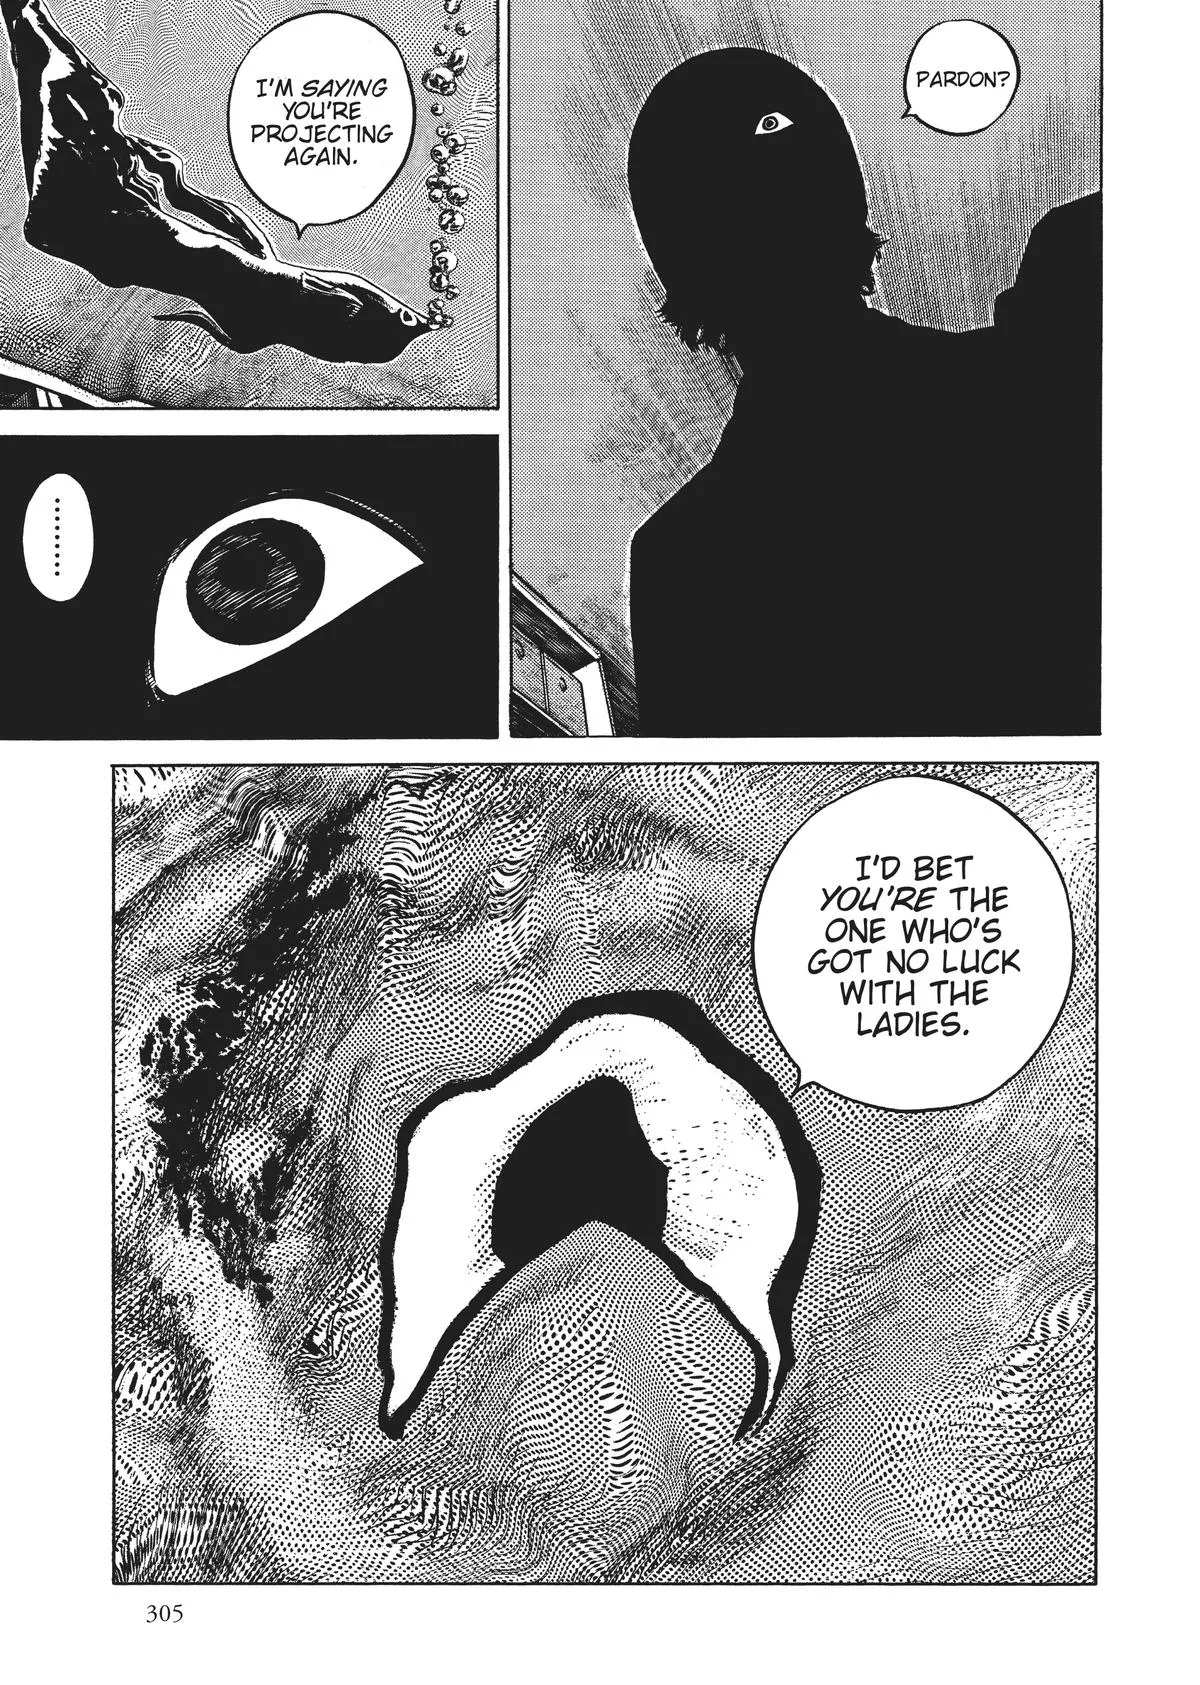 PARDON?
I'M SAYING
YOU'RE
PROJECTING
AGAIN.
..........
I'D BET
YOU'RE THE
ONE WHO'S
GOT NO LUCK
WITH THE
LADIES.
305